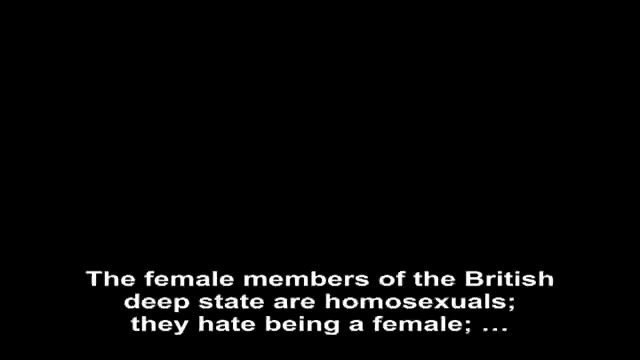 The female members of the British
deep state are homosexuals;
they hate being a female; ...